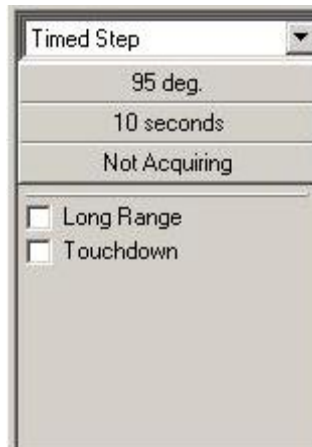 Timed Step
95 deg.
10 seconds
Not Acquiring
Long Range
Touchdown